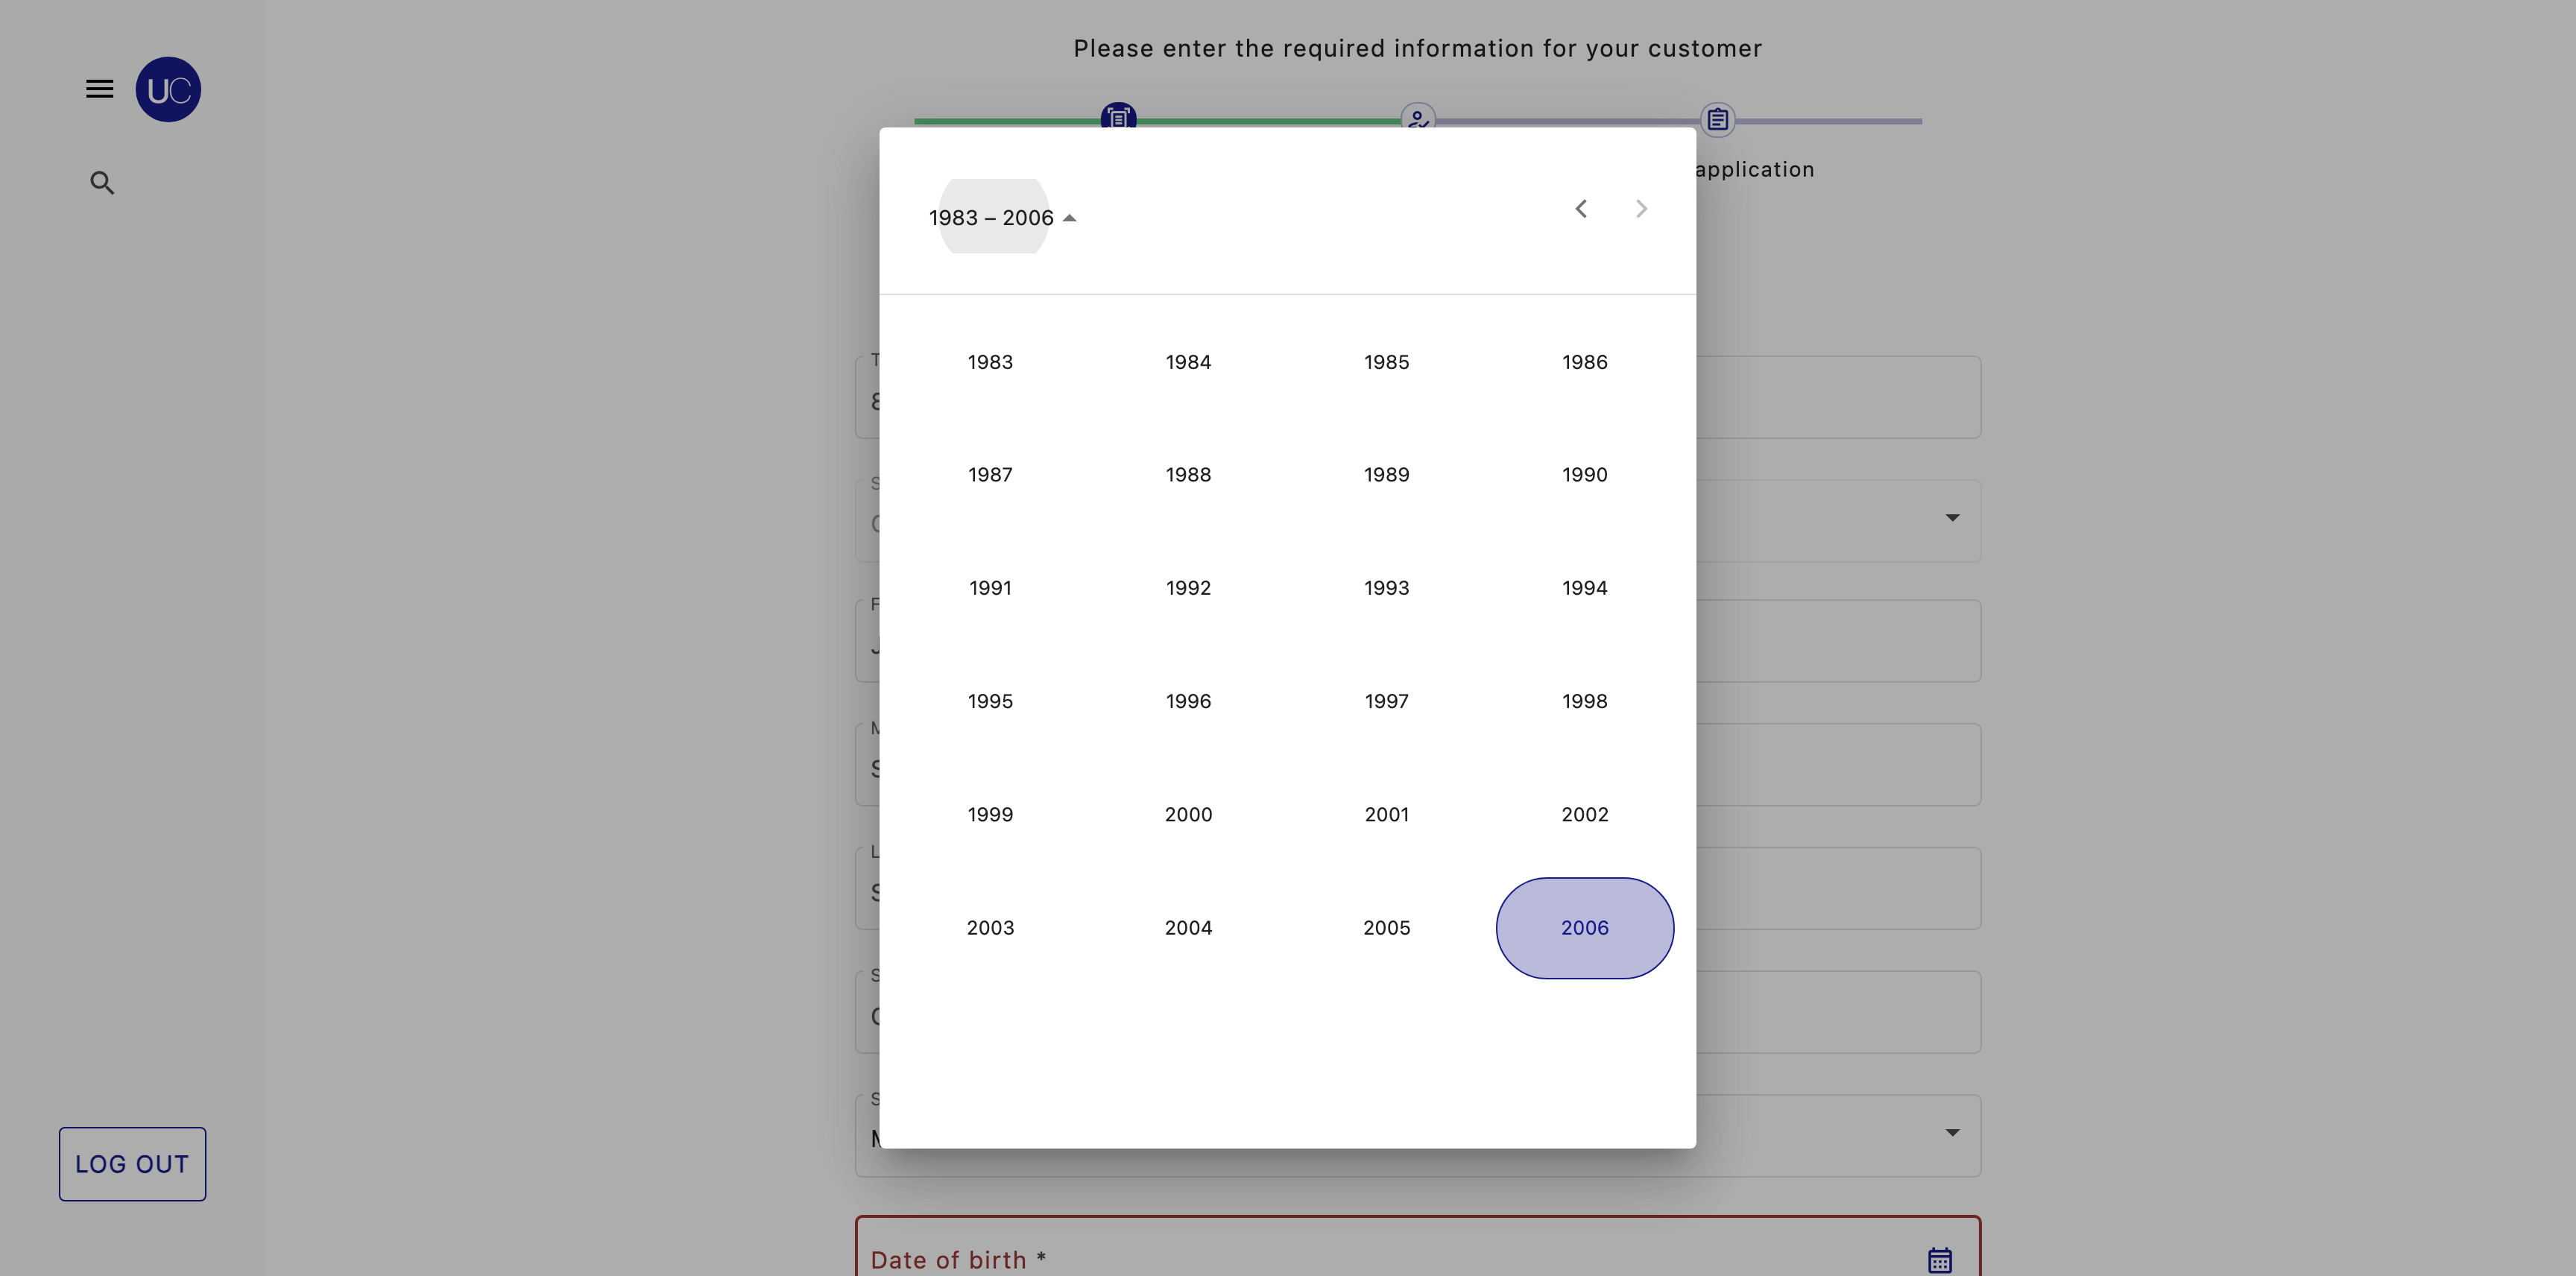 Please enter the required information for your customer
UC
application
1983 – 2006
1983 1984 1985 1986
1987 1988 1989 1990
1991 1992 1993 1994
1995 1996 1997 1998
1999 2000 2001 2002
2003 2004 2005 2006
LOG OUT
Date of birth *